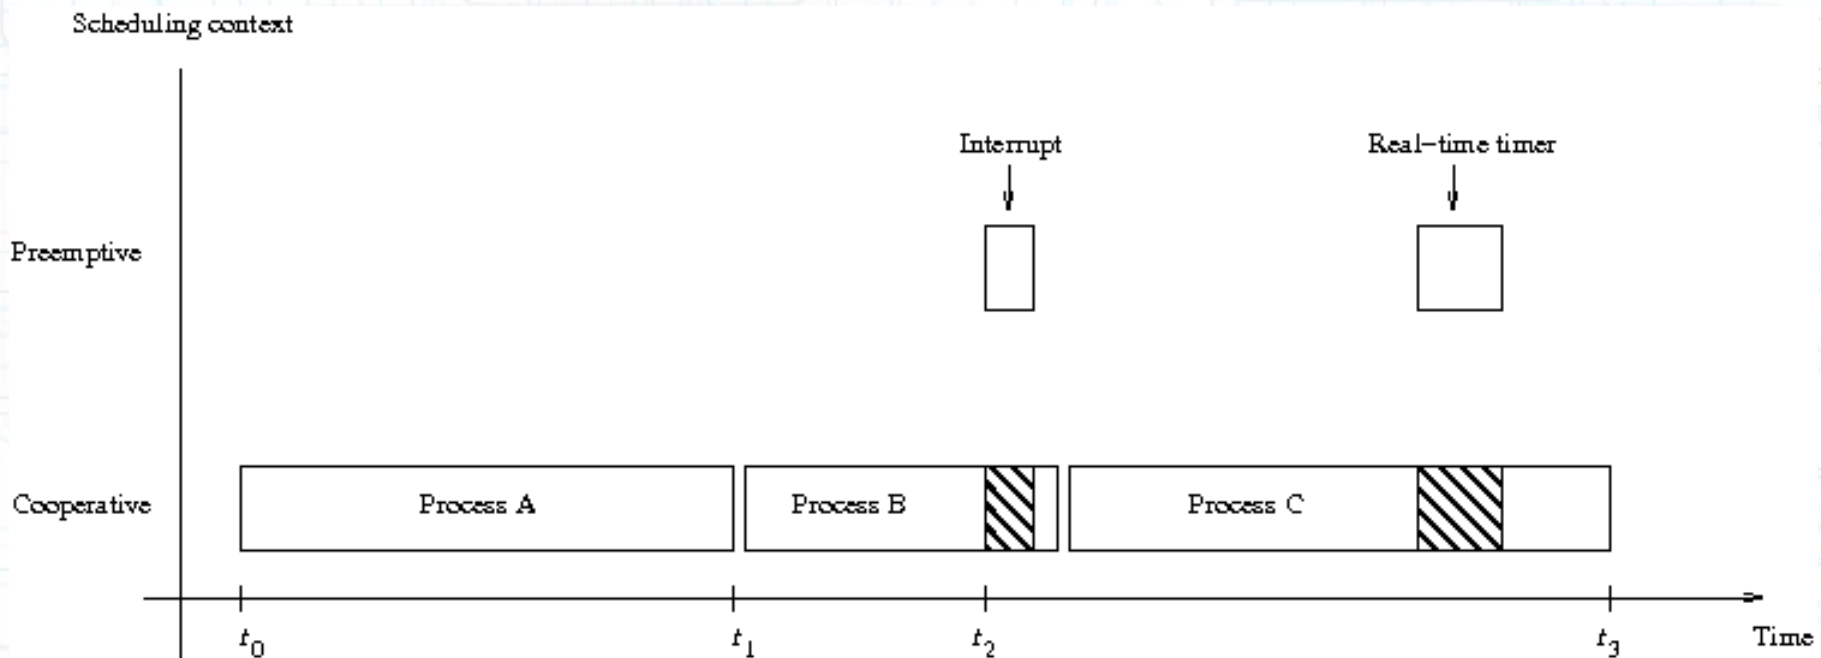 Scheduling context
Interrupt
Real-time timer
Preemptive
Cooperative
Process A
Process B
Process C
t0
t1
t2
t3
Time